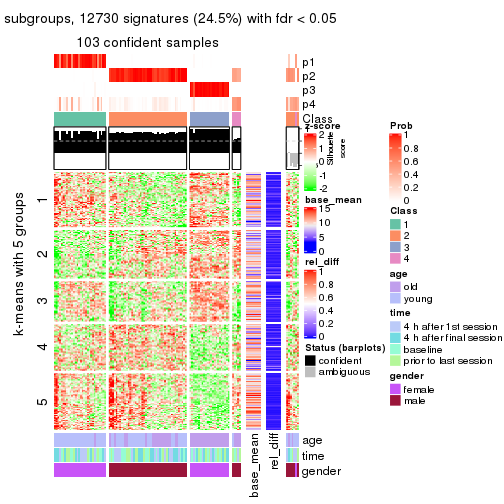 subgroups, 12730 signatures (24.5%) with fdr < 0.05
103 confident samples
p1
p2
p3
p4
Class
z-score
2
1
0
-1
-2
Silhouette
score
base_mean
15
10
5
0
rel_diff
1
0.8
0.6
0.4
0.2
0
Status (barplots)
confident
ambiguous
Prob
1
0.8
0.6
0.4
0.2
0
Class
1
2
3
4
age
old
young
time
4 h after 1st session
4 h after final session
baseline
prior to last session
gender
female
male
k-means with 5 groups
1
2
3
4
5
age
time
gender
base_mean
rel_diff